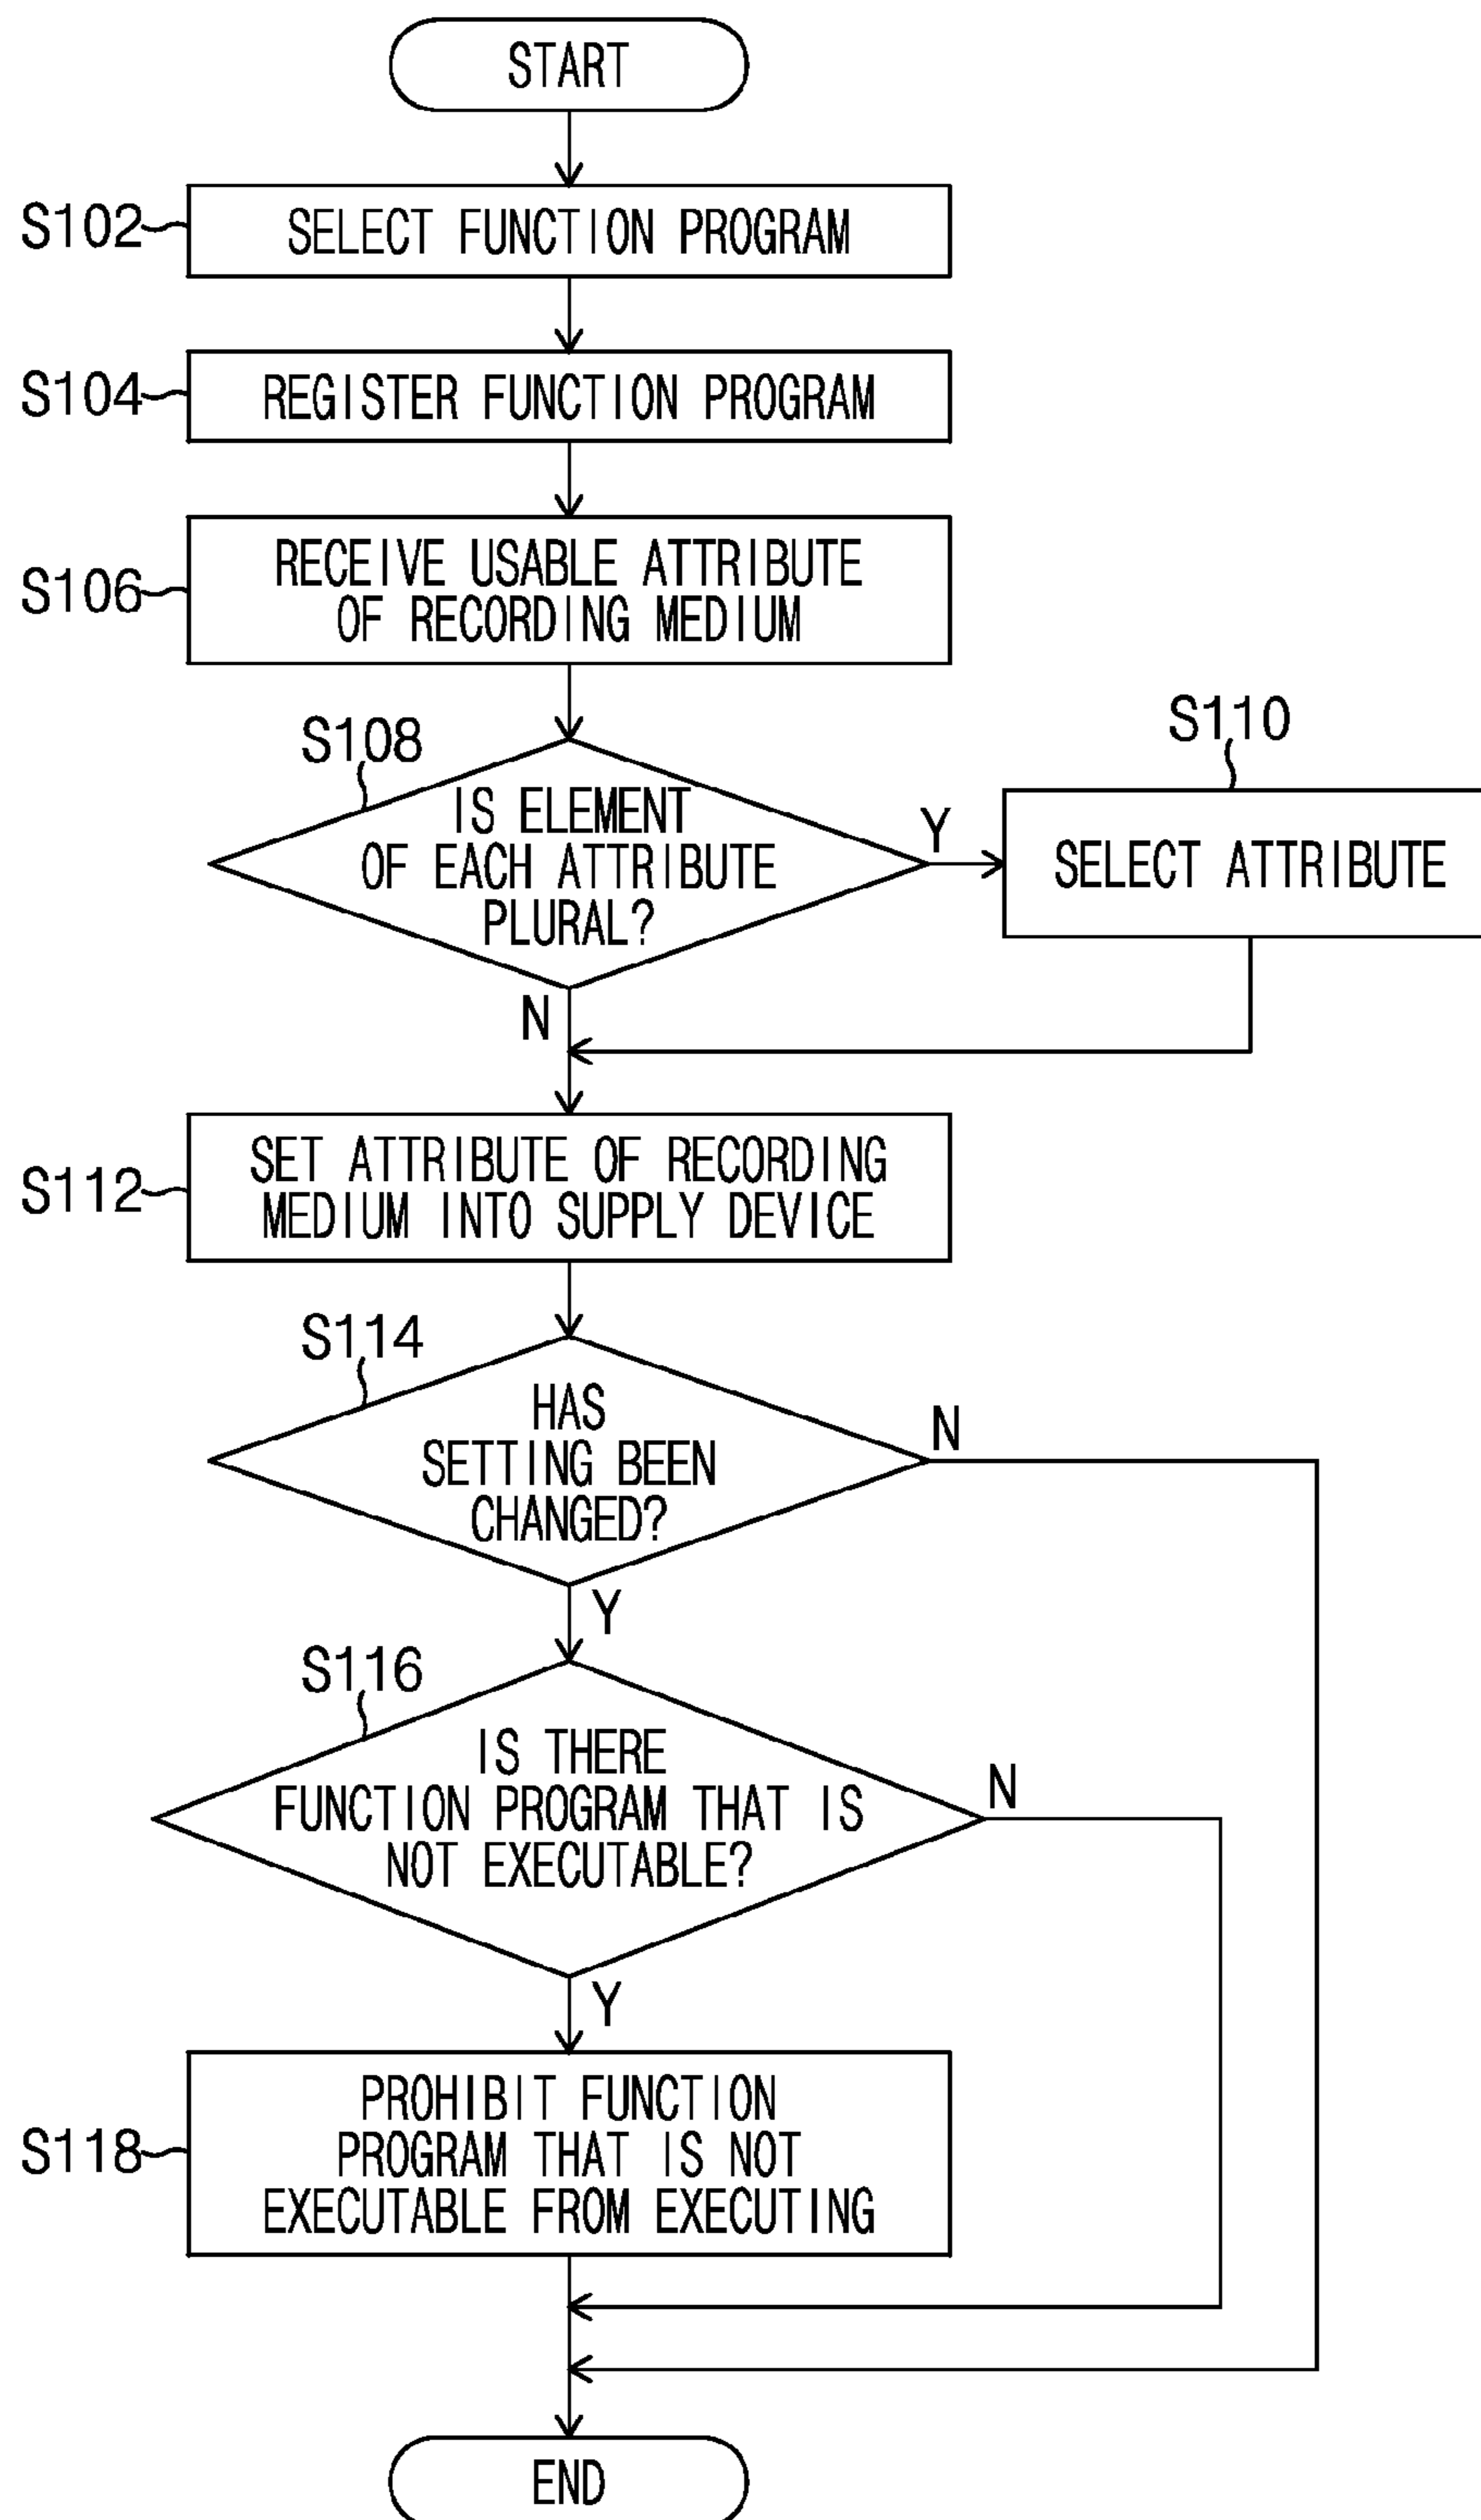 START
S102
SELECT FUNCTION PROGRAM
S104
REGISTER FUNCTION PROGRAM
S106
RECEIVE USABLE ATTRIBUTE
OF RECORDING MEDIUM
S108
IS ELEMENT
OF EACH ATTRIBUTE
PLURAL?
Y
S110
SELECT ATTRIBUTE
N
S112
SET ATTRIBUTE OF RECORDING
MEDIUM INTO SUPPLY DEVICE
S114
HAS
SETTING BEEN
CHANGED?
N
Y
S116
IS THERE
FUNCTION PROGRAM THAT IS
NOT EXECUTABLE?
N
Y
S118
PROHIBIT FUNCTION
PROGRAM THAT IS NOT
EXECUTABLE FROM EXECUTING
END